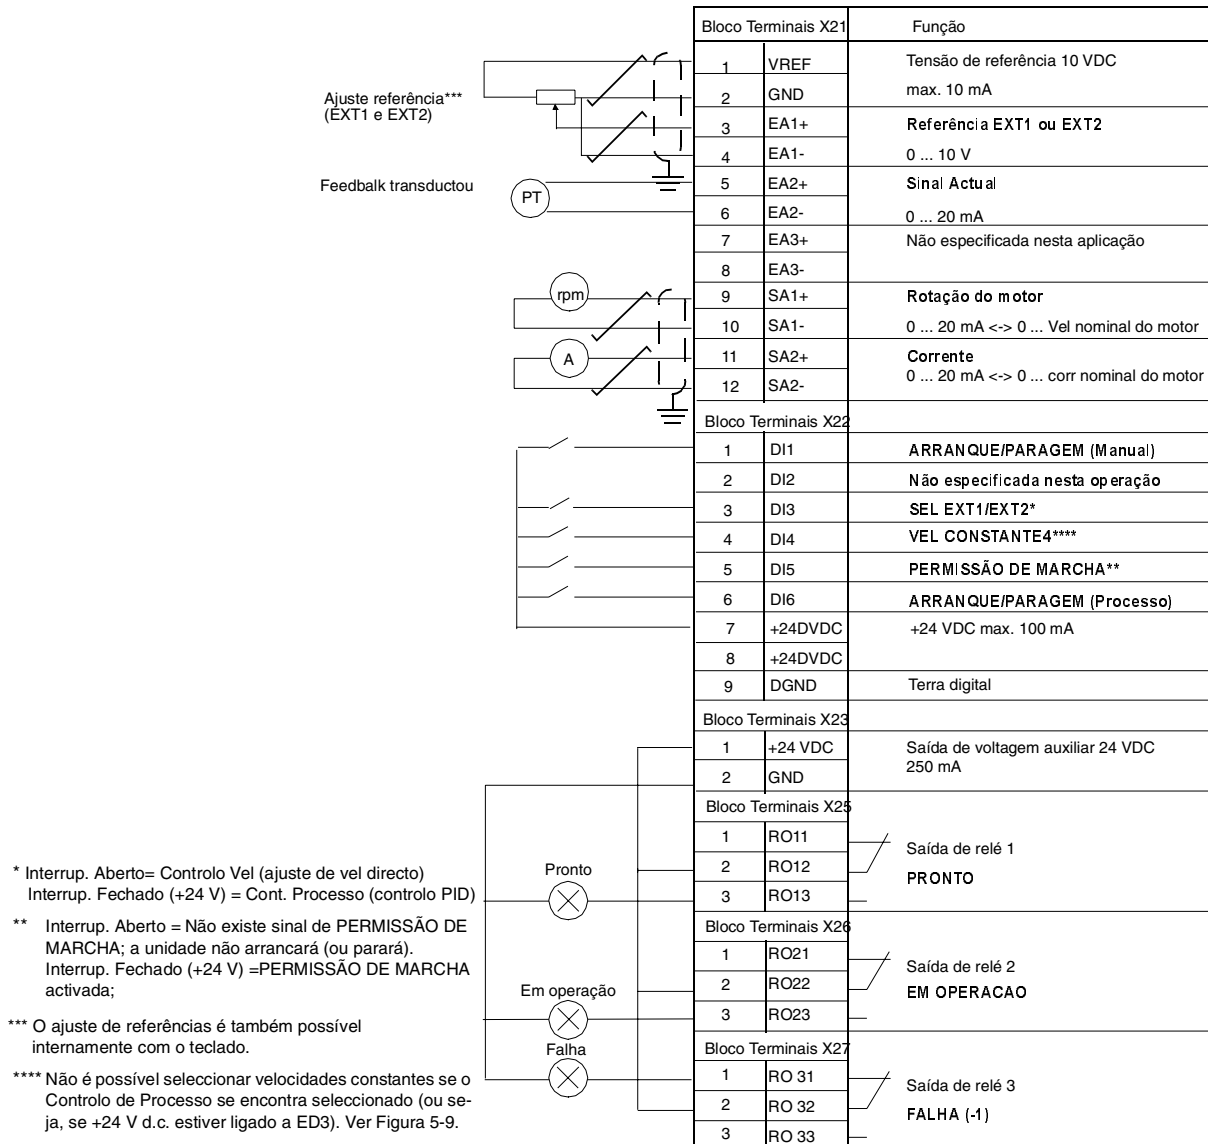 Bloco Terminais X21 Função
1 VREF Tensão de referência 10 VDC
2 GND max. 10 mA
Ajuste referência***
(EXT1 e EXT2)
3 EA1+ Referência EXT1 ou EXT2
4 EA1- 0 ... 10 V
Feedbalk transductou
PT
5 EA2+ Sinal Actual
6 EA2- 0 ... 20 mA
7 EA3+ Não especificada nesta aplicação
8 EA3-
rpm
9 SA1+ Rotação do motor
10 SA1- 0 ... 20 mA <-> 0 ... Vel nominal do motor
A
11 SA2+ Corrente
12 SA2- 0 ... 20 mA <-> 0 ... corr nominal do motor
Bloco Terminais X22
1 DI1 ARRANQUE/PARAGEM (Manual)
2 DI2 Não especificada nesta operação
3 DI3 SEL EXT1/EXT2*
4 DI4 VEL CONSTANTE4****
5 DI5 PERMISSÃO DE MARCHA**
6 DI6 ARRANQUE/PARAGEM (Processo)
7 +24DVDC +24 VDC max. 100 mA
8 +24DVDC
9 DGND Terra digital
Bloco Terminais X23
1 +24 VDC Saída de voltagem auxiliar 24 VDC
2 GND 250 mA
Bloco Terminais X25
1 RO11 Saída de relé 1
2 RO12 PRONTO
3 RO13
Pronto
Bloco Terminais X26
1 RO21 Saída de relé 2
2 RO22 EM OPERACAO
3 RO23
Em operação
Falha
Bloco Terminais X27
1 RO 31 Saída de relé 3
2 RO 32 FALHA (-1)
3 RO 33
* Interrup. Aberto= Controlo Vel (ajuste de vel directo)
Interrup. Fechado (+24 V) = Cont. Processo (controlo PID)
** Interrup. Aberto = Não existe sinal de PERMISSÃO DE
MARCHA; a unidade não arrancará (ou parará).
Interrup. Fechado (+24 V) =PERMISSÃO DE MARCHA
activada;
*** O ajuste de referências é também possível
internamente com o teclado.
**** Não é possível seleccionar velocidades constantes se o
Controlo de Processo se encontra seleccionado (ou se-
ja, se +24 V d.c. estiver ligado a ED3). Ver Figura 5-9.